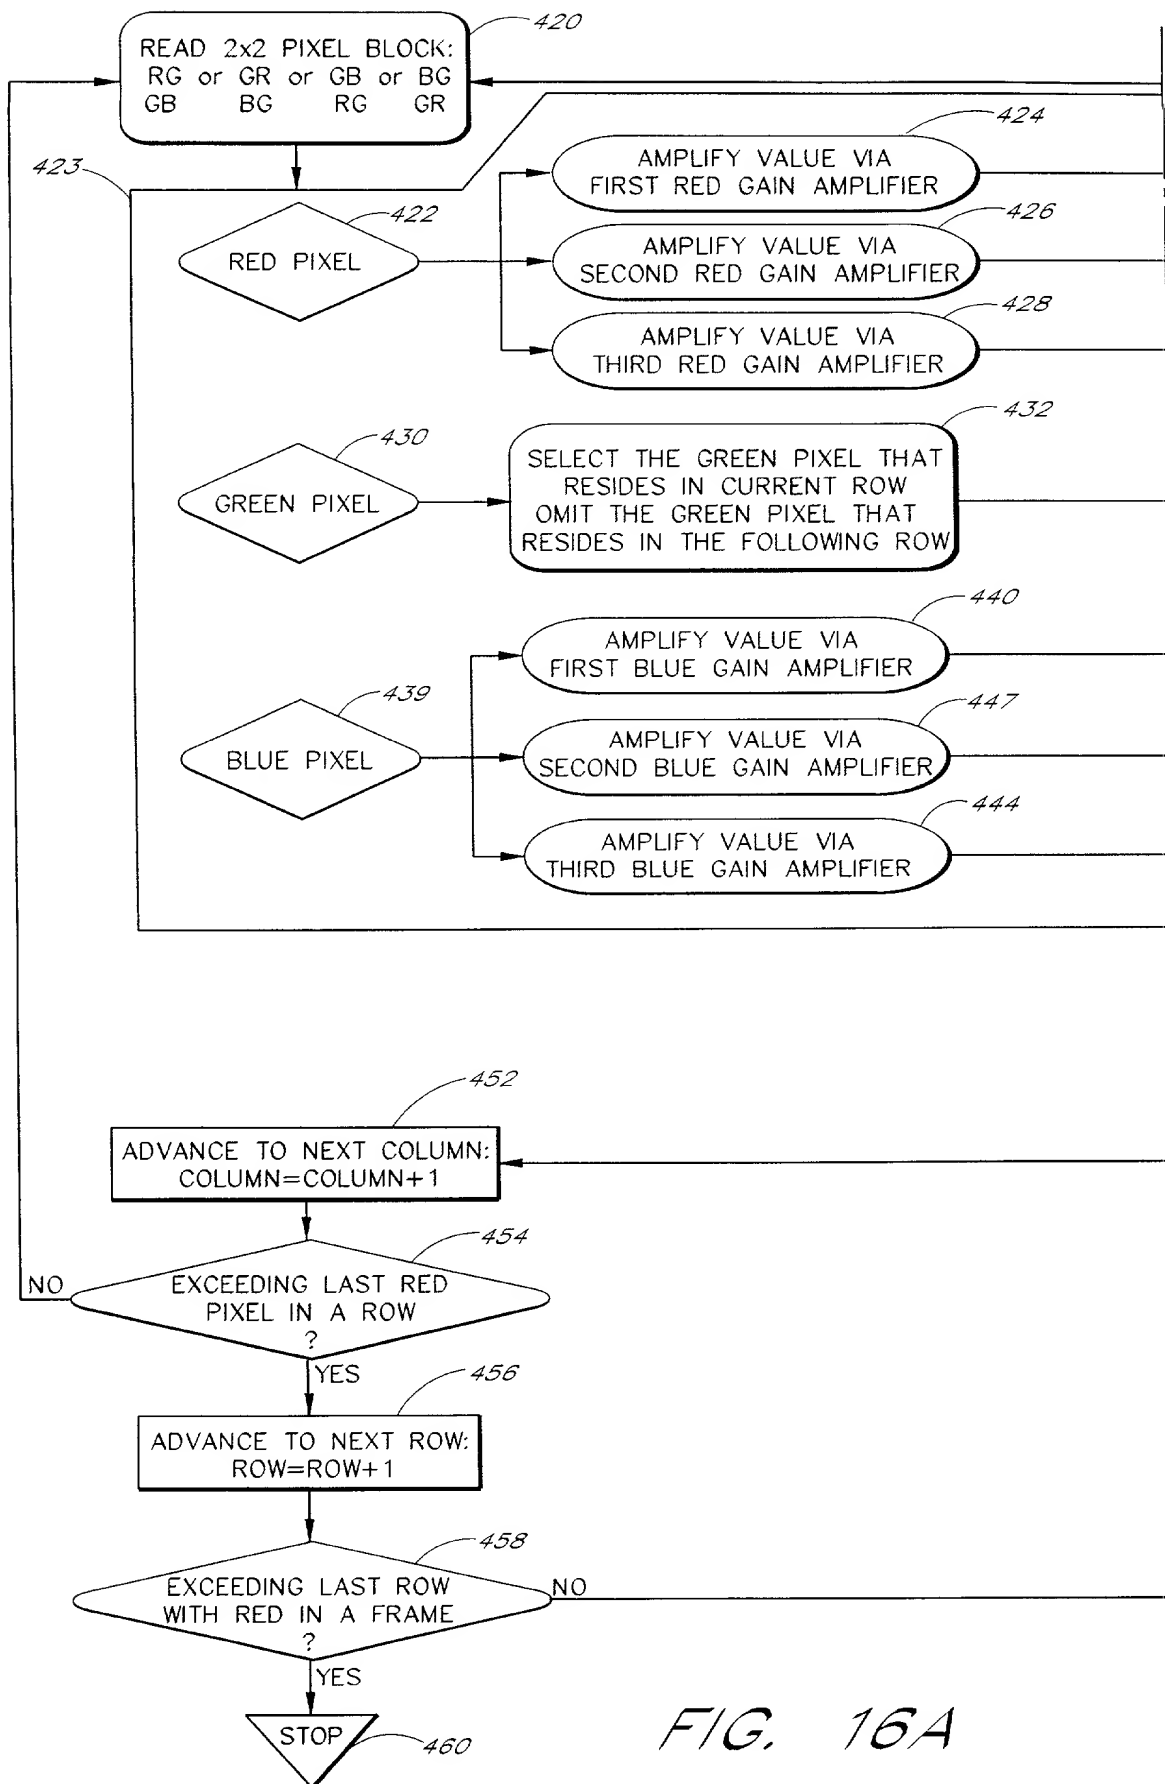 420
READ 2x2 PIXEL BLOCK:
RG or GR or GB or BG
GB BG RG GR
423
422
RED PIXEL
424
AMPLIFY VALUE VIA
FIRST RED GAIN AMPLIFIER
426
AMPLIFY VALUE VIA
SECOND RED GAIN AMPLIFIER
428
AMPLIFY VALUE VIA
THIRD RED GAIN AMPLIFIER
430
GREEN PIXEL
432
SELECT THE GREEN PIXEL THAT
RESIDES IN CURRENT ROW
OMIT THE GREEN PIXEL THAT
RESIDES IN THE FOLLOWING ROW
439
BLUE PIXEL
440
AMPLIFY VALUE VIA
FIRST BLUE GAIN AMPLIFIER
447
AMPLIFY VALUE VIA
SECOND BLUE GAIN AMPLIFIER
444
AMPLIFY VALUE VIA
THIRD BLUE GAIN AMPLIFIER
452
ADVANCE TO NEXT COLUMN:
COLUMN=COLUMN+1
454
NO
EXCEEDING LAST RED
PIXEL IN A ROW
?
YES
456
ADVANCE TO NEXT ROW:
ROW=ROW+1
458
EXCEEDING LAST ROW
WITH RED IN A FRAME
?
NO
YES
STOP
460
FIG. 16A